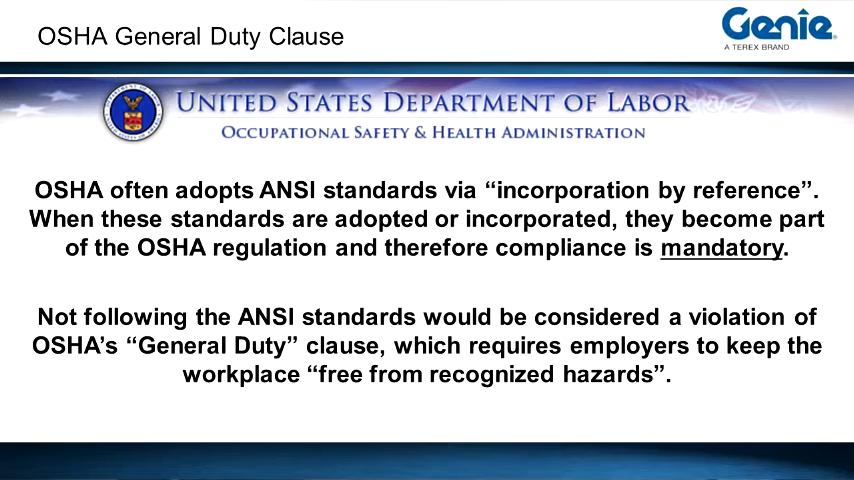 OSHA General Duty Clause
Genie
A TEREX BRAND
UNITED STATES DEPARTMENT OF LABOR
OCCUPATIONAL SAFETY & HEALTH ADMINISTRATION
OSHA often adopts ANSI standards via “incorporation by reference”.
When these standards are adopted or incorporated, they become part
of the OSHA regulation and therefore compliance is mandatory.
Not following the ANSI standards would be considered a violation of
OSHA’s “General Duty” clause, which requires employers to keep the
workplace “free from recognized hazards”.